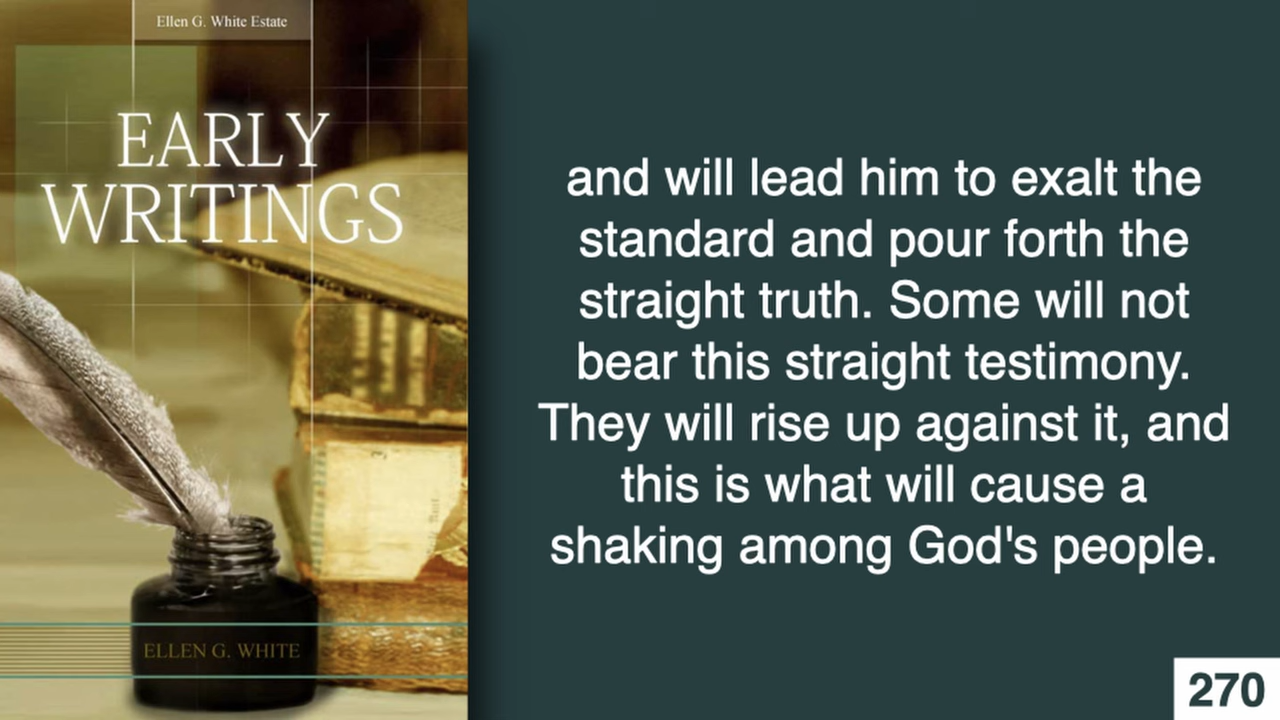 Ellen G. White Estate
EARLY
WRITINGS
ELLEN G. WHITE
and will lead him to exalt the
standard and pour forth the
straight truth. Some will not
bear this straight testimony.
They will rise up against it, and
this is what will cause a
shaking among God's people.
270